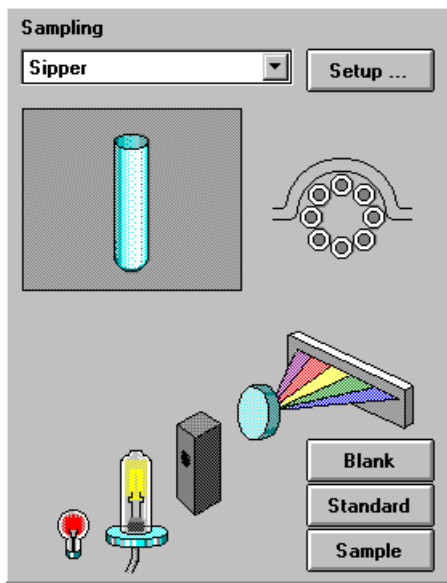 Sampling
Sipper
Setup ...
Blank
Standard
Sample